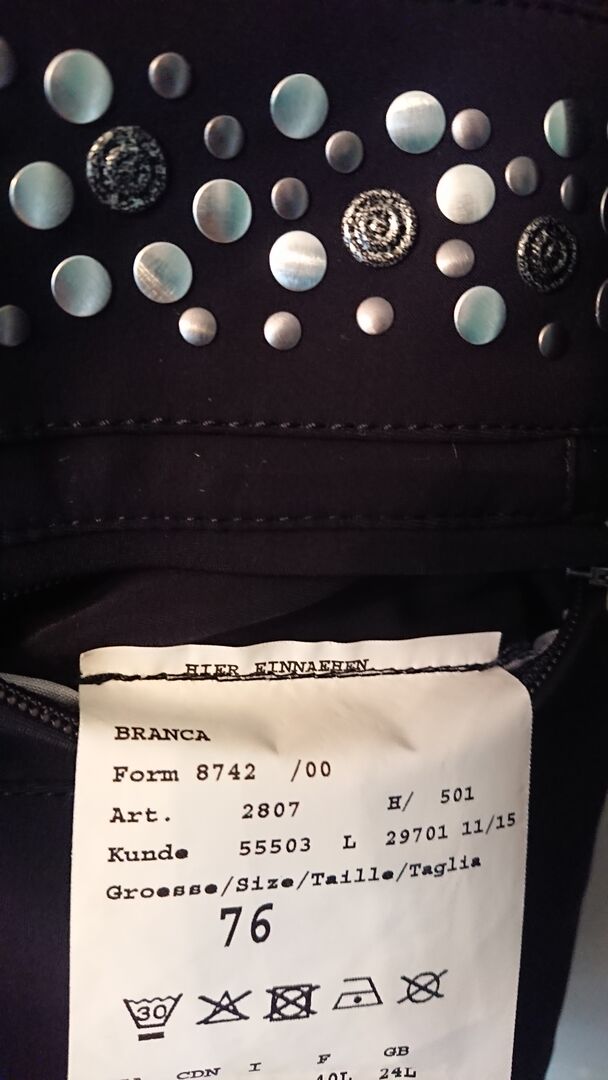 HIER EINNAEHEN
BRANCA
Form 8742 /00
Art. 2807 H/ 501
Kunde 55503 L 29701 11/15
Groesse/Size/Taille/Taglia
76
30
CDN I F GB
40L 24L